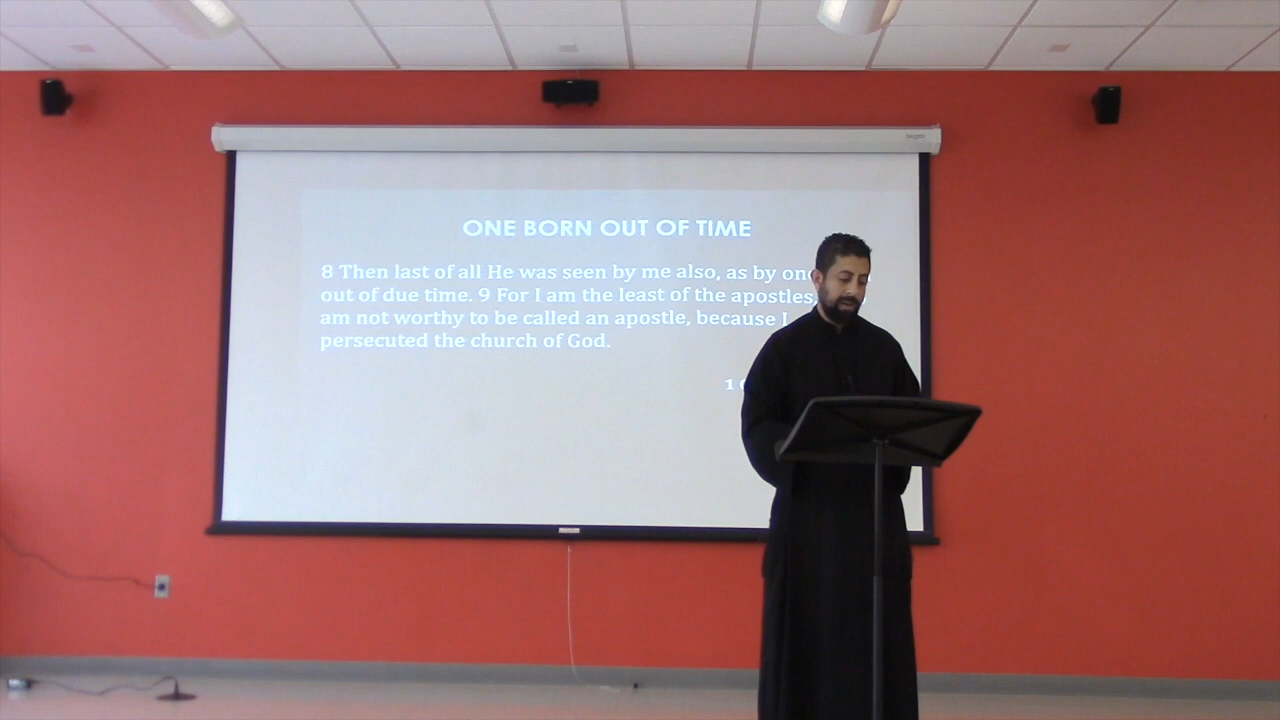 ONE BORN OUT OF TIME
8 Then last of all He was seen by me also, as by
out of due time. 9 For I am the least of the apostles,
am not worthy to be called an apostle, because I
persecuted the church of God.
1